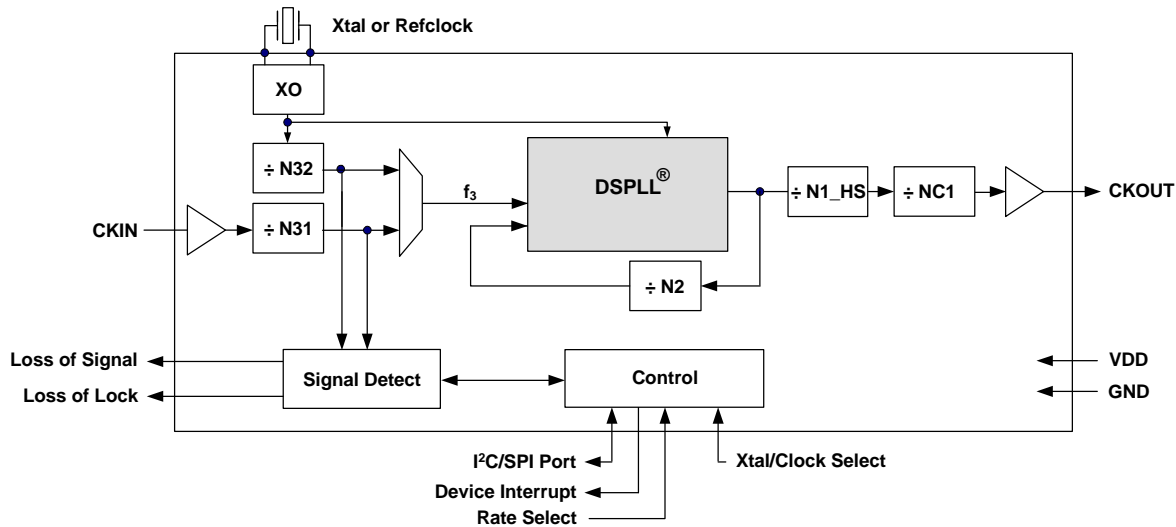 Xtal or Refclock
XO
÷ N32
DSPLL®
÷ N1_HS
÷ NC1
CKOUT
f₃
CKIN
÷ N31
÷ N2
Loss of Signal
Loss of Lock
Signal Detect
Control
VDD
GND
I²C/SPI Port
Xtal/Clock Select
Device Interrupt
Rate Select